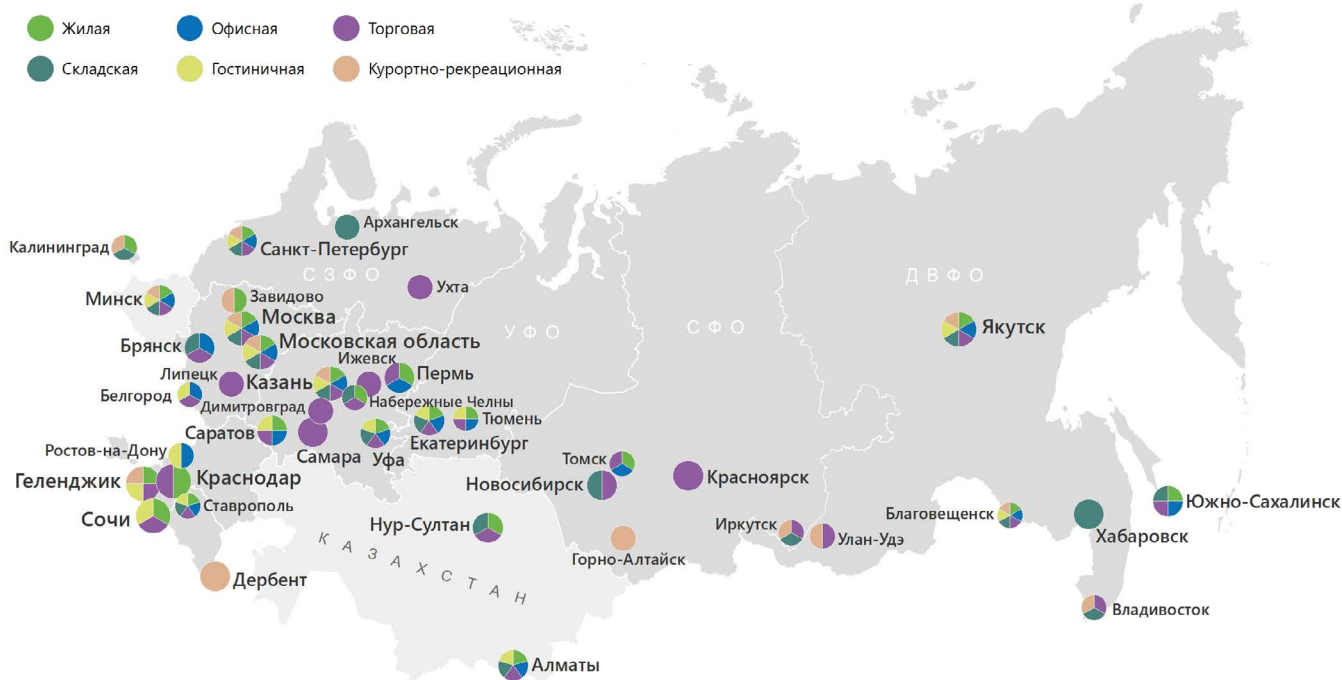 Жилая
Офисная
Торговая
Складская
Гостиничная
Курортно-рекреационная
Архангельск
Калининград
Санкт-Петербург
СЗФО
ДВФО
Ухта
Минск
Завидово
Москва
УФО
СФО
Якутск
Брянск
Московская область
Ижевск
Липецк
Казань
Пермь
Белгород
Димитровград
Набережные Челны
Тюмень
Саратов
Самара
Уфа
Екатеринбург
Ростов-на-Дону
Томск
Геленджик
Краснодар
Новосибирск
Красноярск
Ставрополь
Южно-Сахалинск
Сочи
Нур-Султан
Иркутск
Улан-Удэ
Благовещенск
Хабаровск
КАЗАХСТАН
Горно-Алтайск
Дербент
Владивосток
Алматы